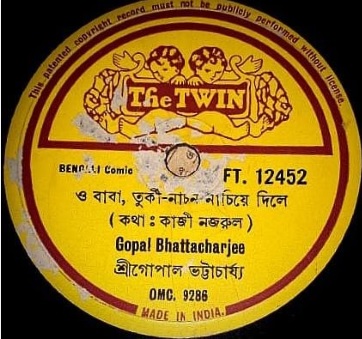 This patented copyright record must not be publicly performed without license.
The TWIN
BENGALI Comic
FT. 12452
ও বাবা, তুর্কী-নাচন নাচিয়ে দিলে
( কথা : কাজী নজরুল )
Gopal Bhattacharjee
শ্রীগোপাল ভট্টাচার্য্য
OMC. 9286
MADE IN INDIA.